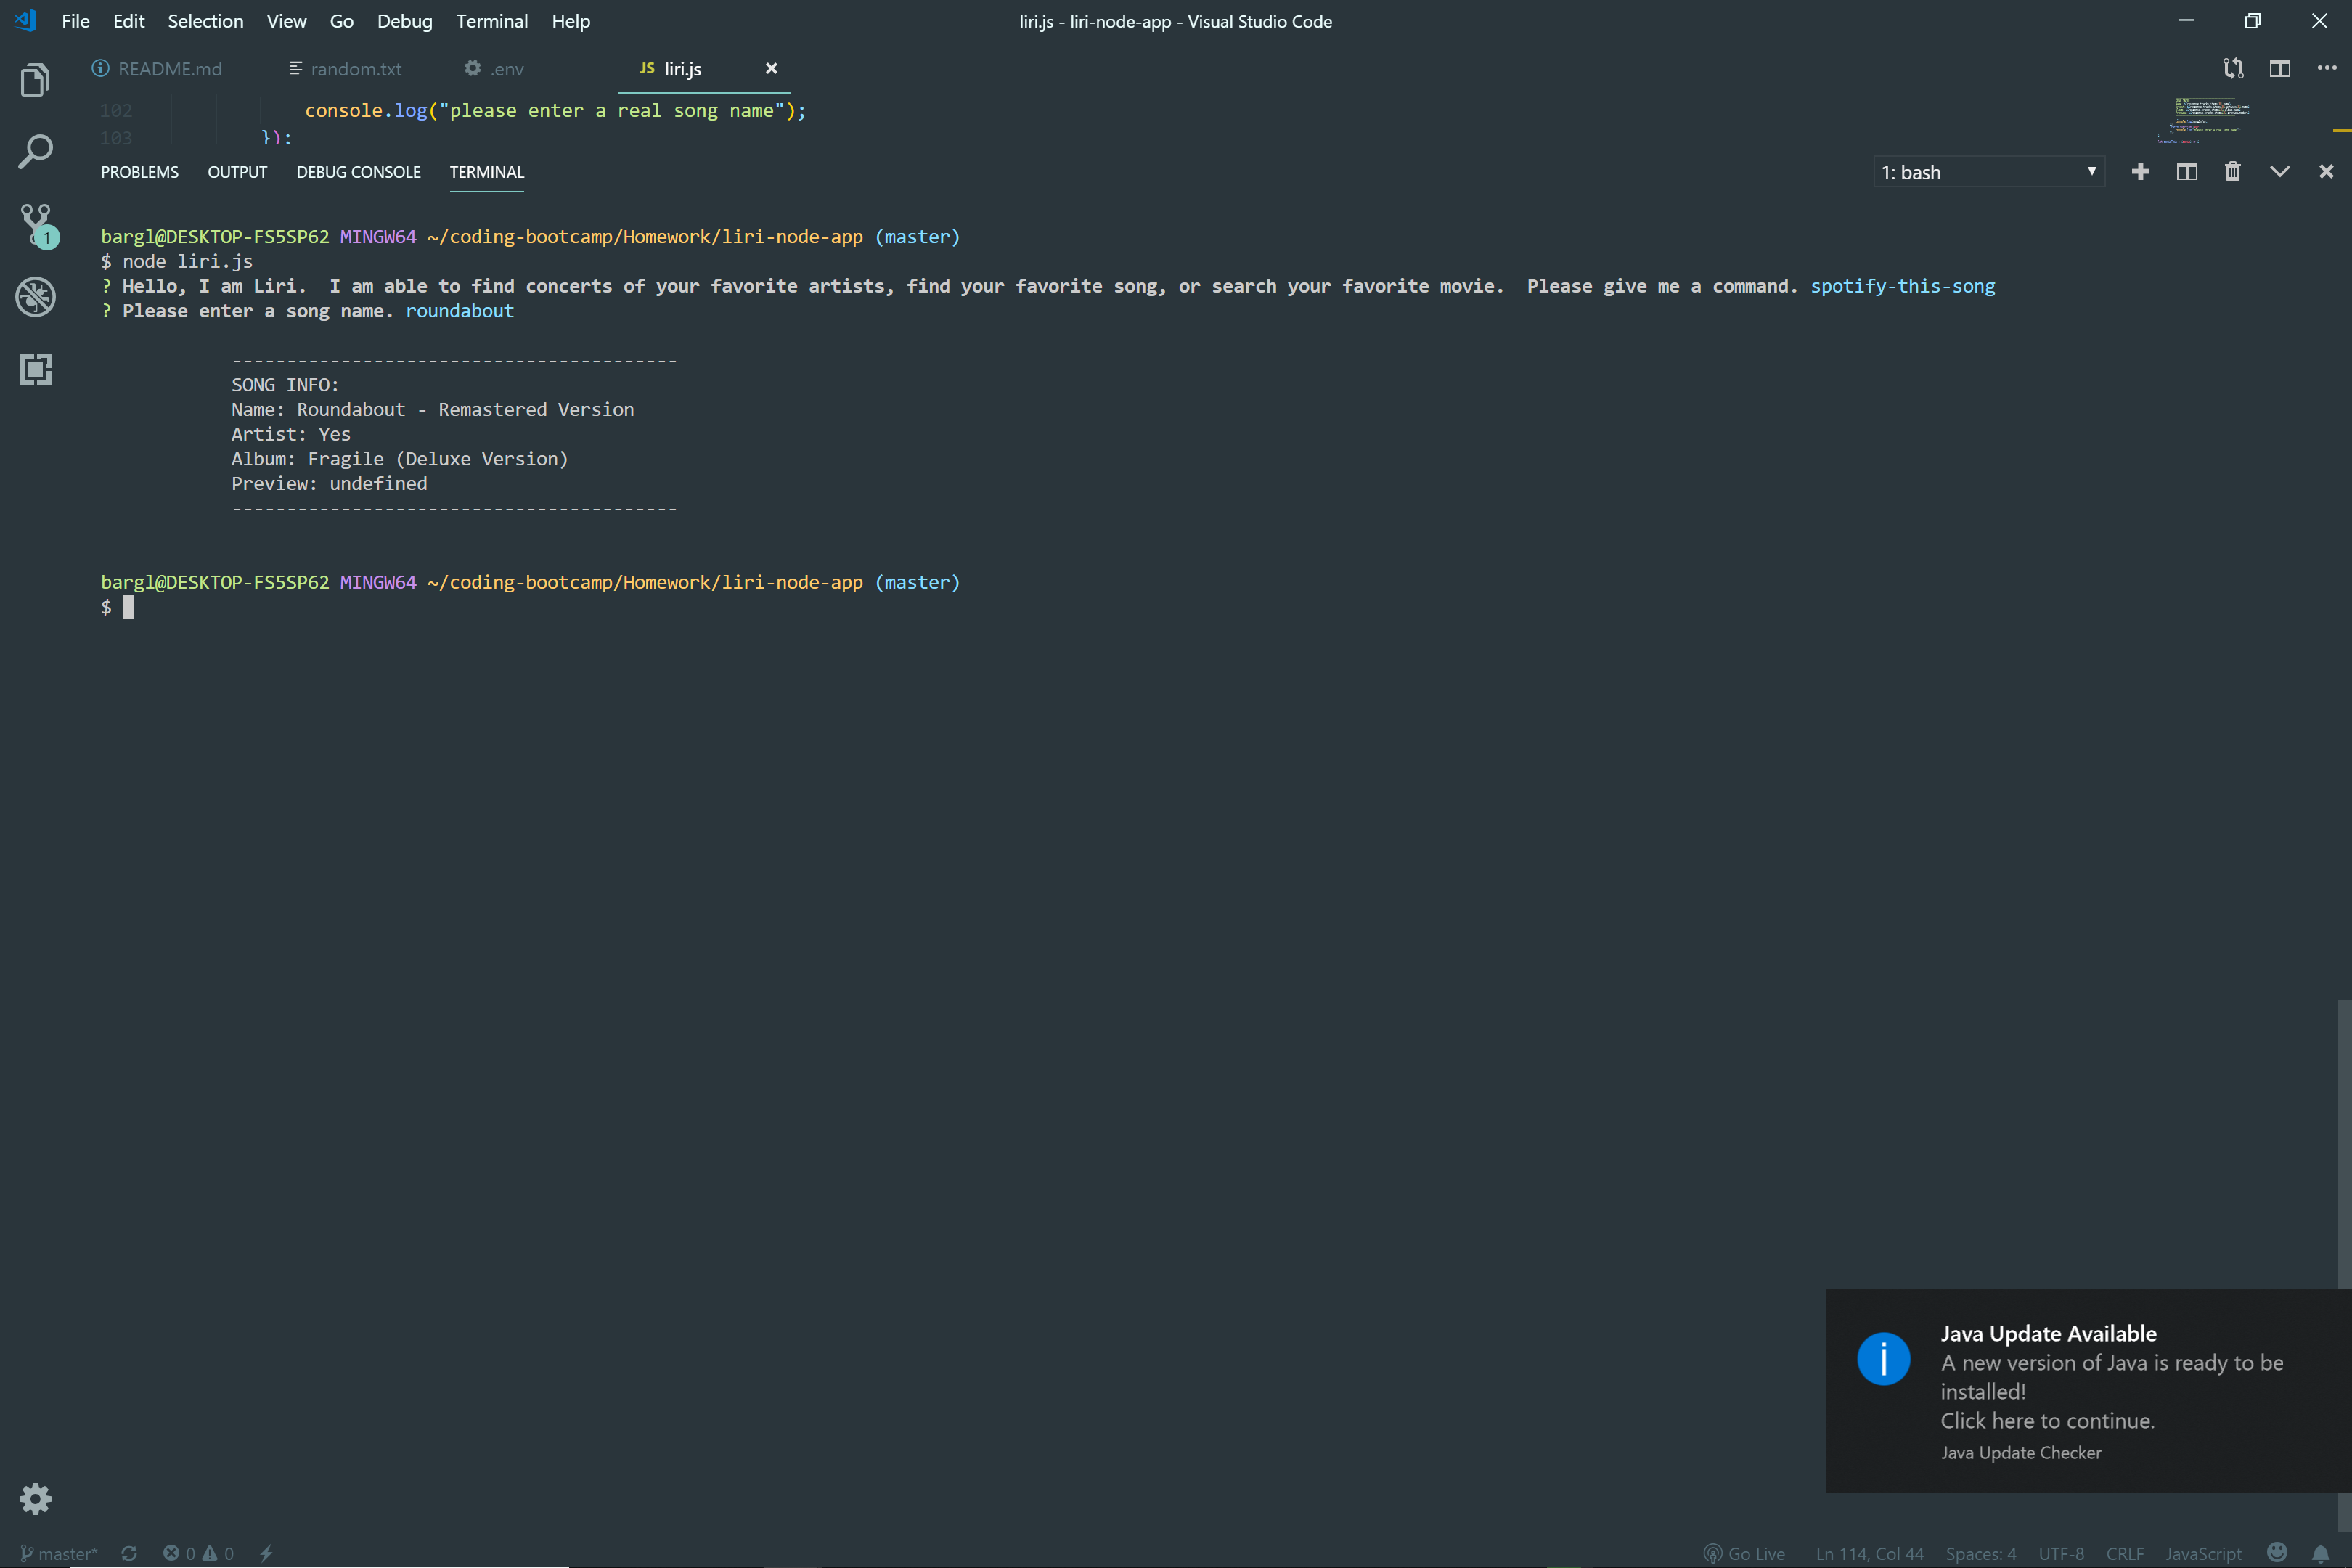 File Edit Selection View Go Debug Terminal Help
liri.js - liri-node-app - Visual Studio Code
README.md
random.txt
.env
JS liri.js
102 console.log("please enter a real song name");
103 });
PROBLEMS OUTPUT DEBUG CONSOLE TERMINAL
1: bash
1
bargl@DESKTOP-FS5SP62 MINGW64 ~/coding-bootcamp/Homework/liri-node-app (master)
$ node liri.js
? Hello, I am Liri.  I am able to find concerts of your favorite artists, find your favorite song, or search your favorite movie.  Please give me a command. spotify-this-song
? Please enter a song name. roundabout
-----------------------------------------
SONG INFO:
Name: Roundabout - Remastered Version
Artist: Yes
Album: Fragile (Deluxe Version)
Preview: undefined
-----------------------------------------
bargl@DESKTOP-FS5SP62 MINGW64 ~/coding-bootcamp/Homework/liri-node-app (master)
$
Java Update Available
A new version of Java is ready to be
installed!
Click here to continue.
Java Update Checker
master* 0 0 Go Live Ln 114, Col 44 Spaces: 4 UTF-8 CRLF JavaScript